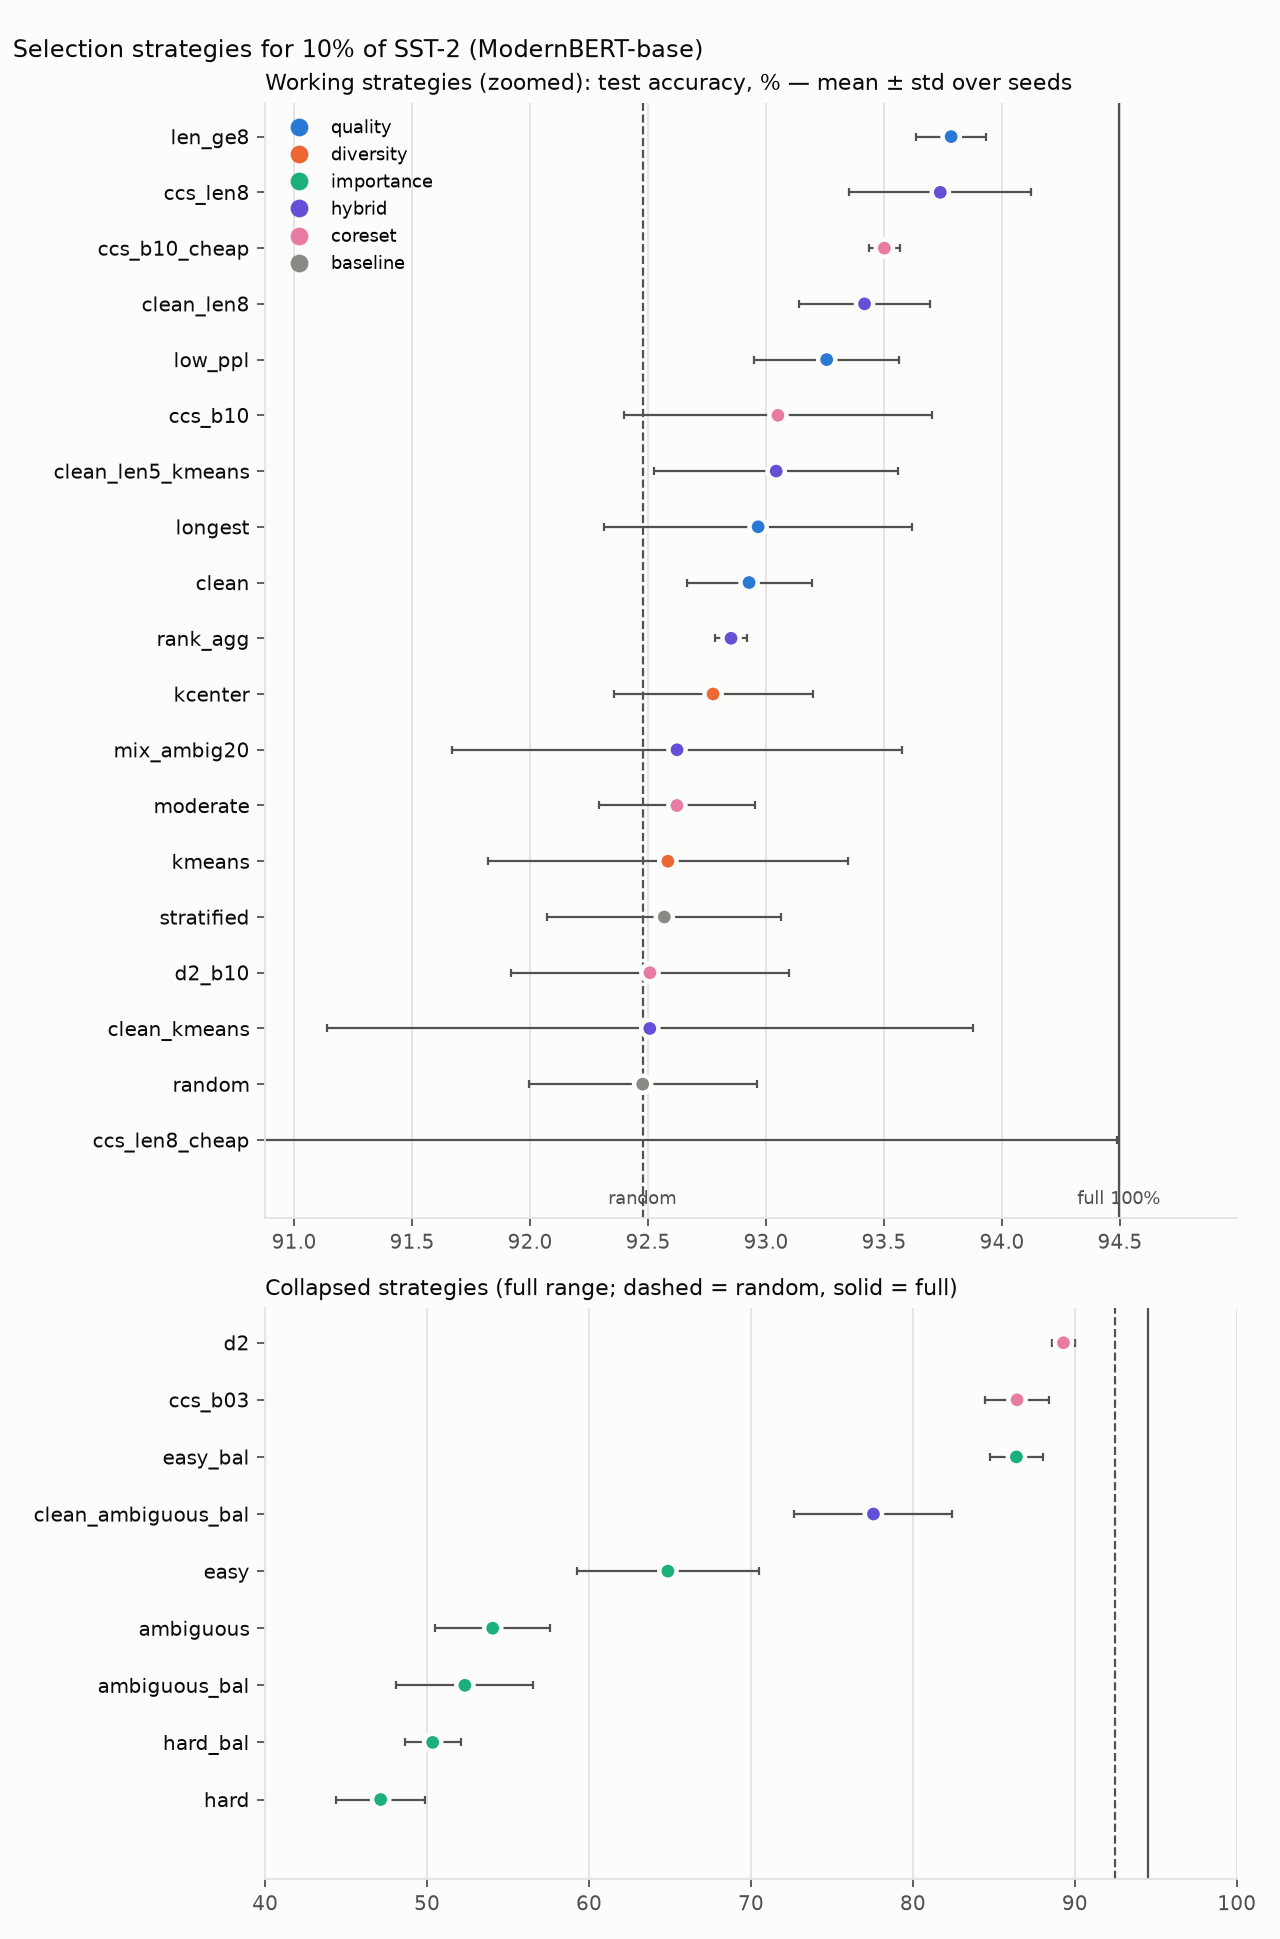 Selection strategies for 10% of SST-2 (ModernBERT-base)
Working strategies (zoomed): test accuracy, % — mean ± std over seeds
quality
diversity
importance
hybrid
coreset
baseline
len_ge8
ccs_len8
ccs_b10_cheap
clean_len8
low_ppl
ccs_b10
clean_len5_kmeans
longest
clean
rank_agg
kcenter
mix_ambig20
moderate
kmeans
stratified
d2_b10
clean_kmeans
random
ccs_len8_cheap
random full 100%
91.0 91.5 92.0 92.5 93.0 93.5 94.0 94.5
Collapsed strategies (full range; dashed = random, solid = full)
d2
ccs_b03
easy_bal
clean_ambiguous_bal
easy
ambiguous
ambiguous_bal
hard_bal
hard
40 50 60 70 80 90 100